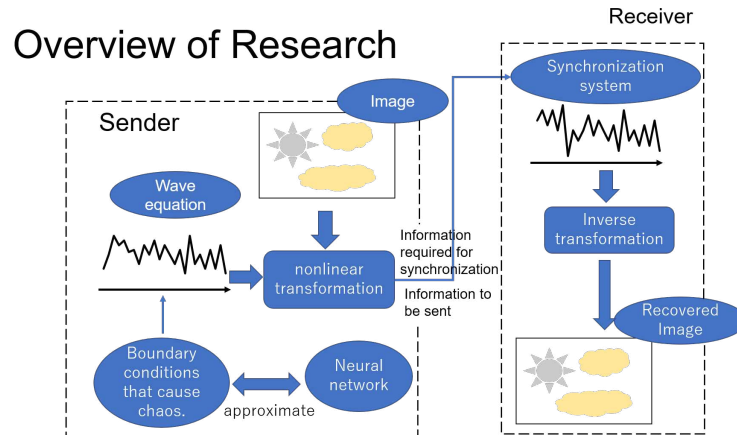 Overview of Research
Sender
Image
Wave
equation
nonlinear
transformation
Information
required for
synchronization
Information to
be sent
Boundary
conditions
that cause
chaos.
approximate
Neural
network
Receiver
Synchronization
system
Inverse
transformation
Recovered
Image